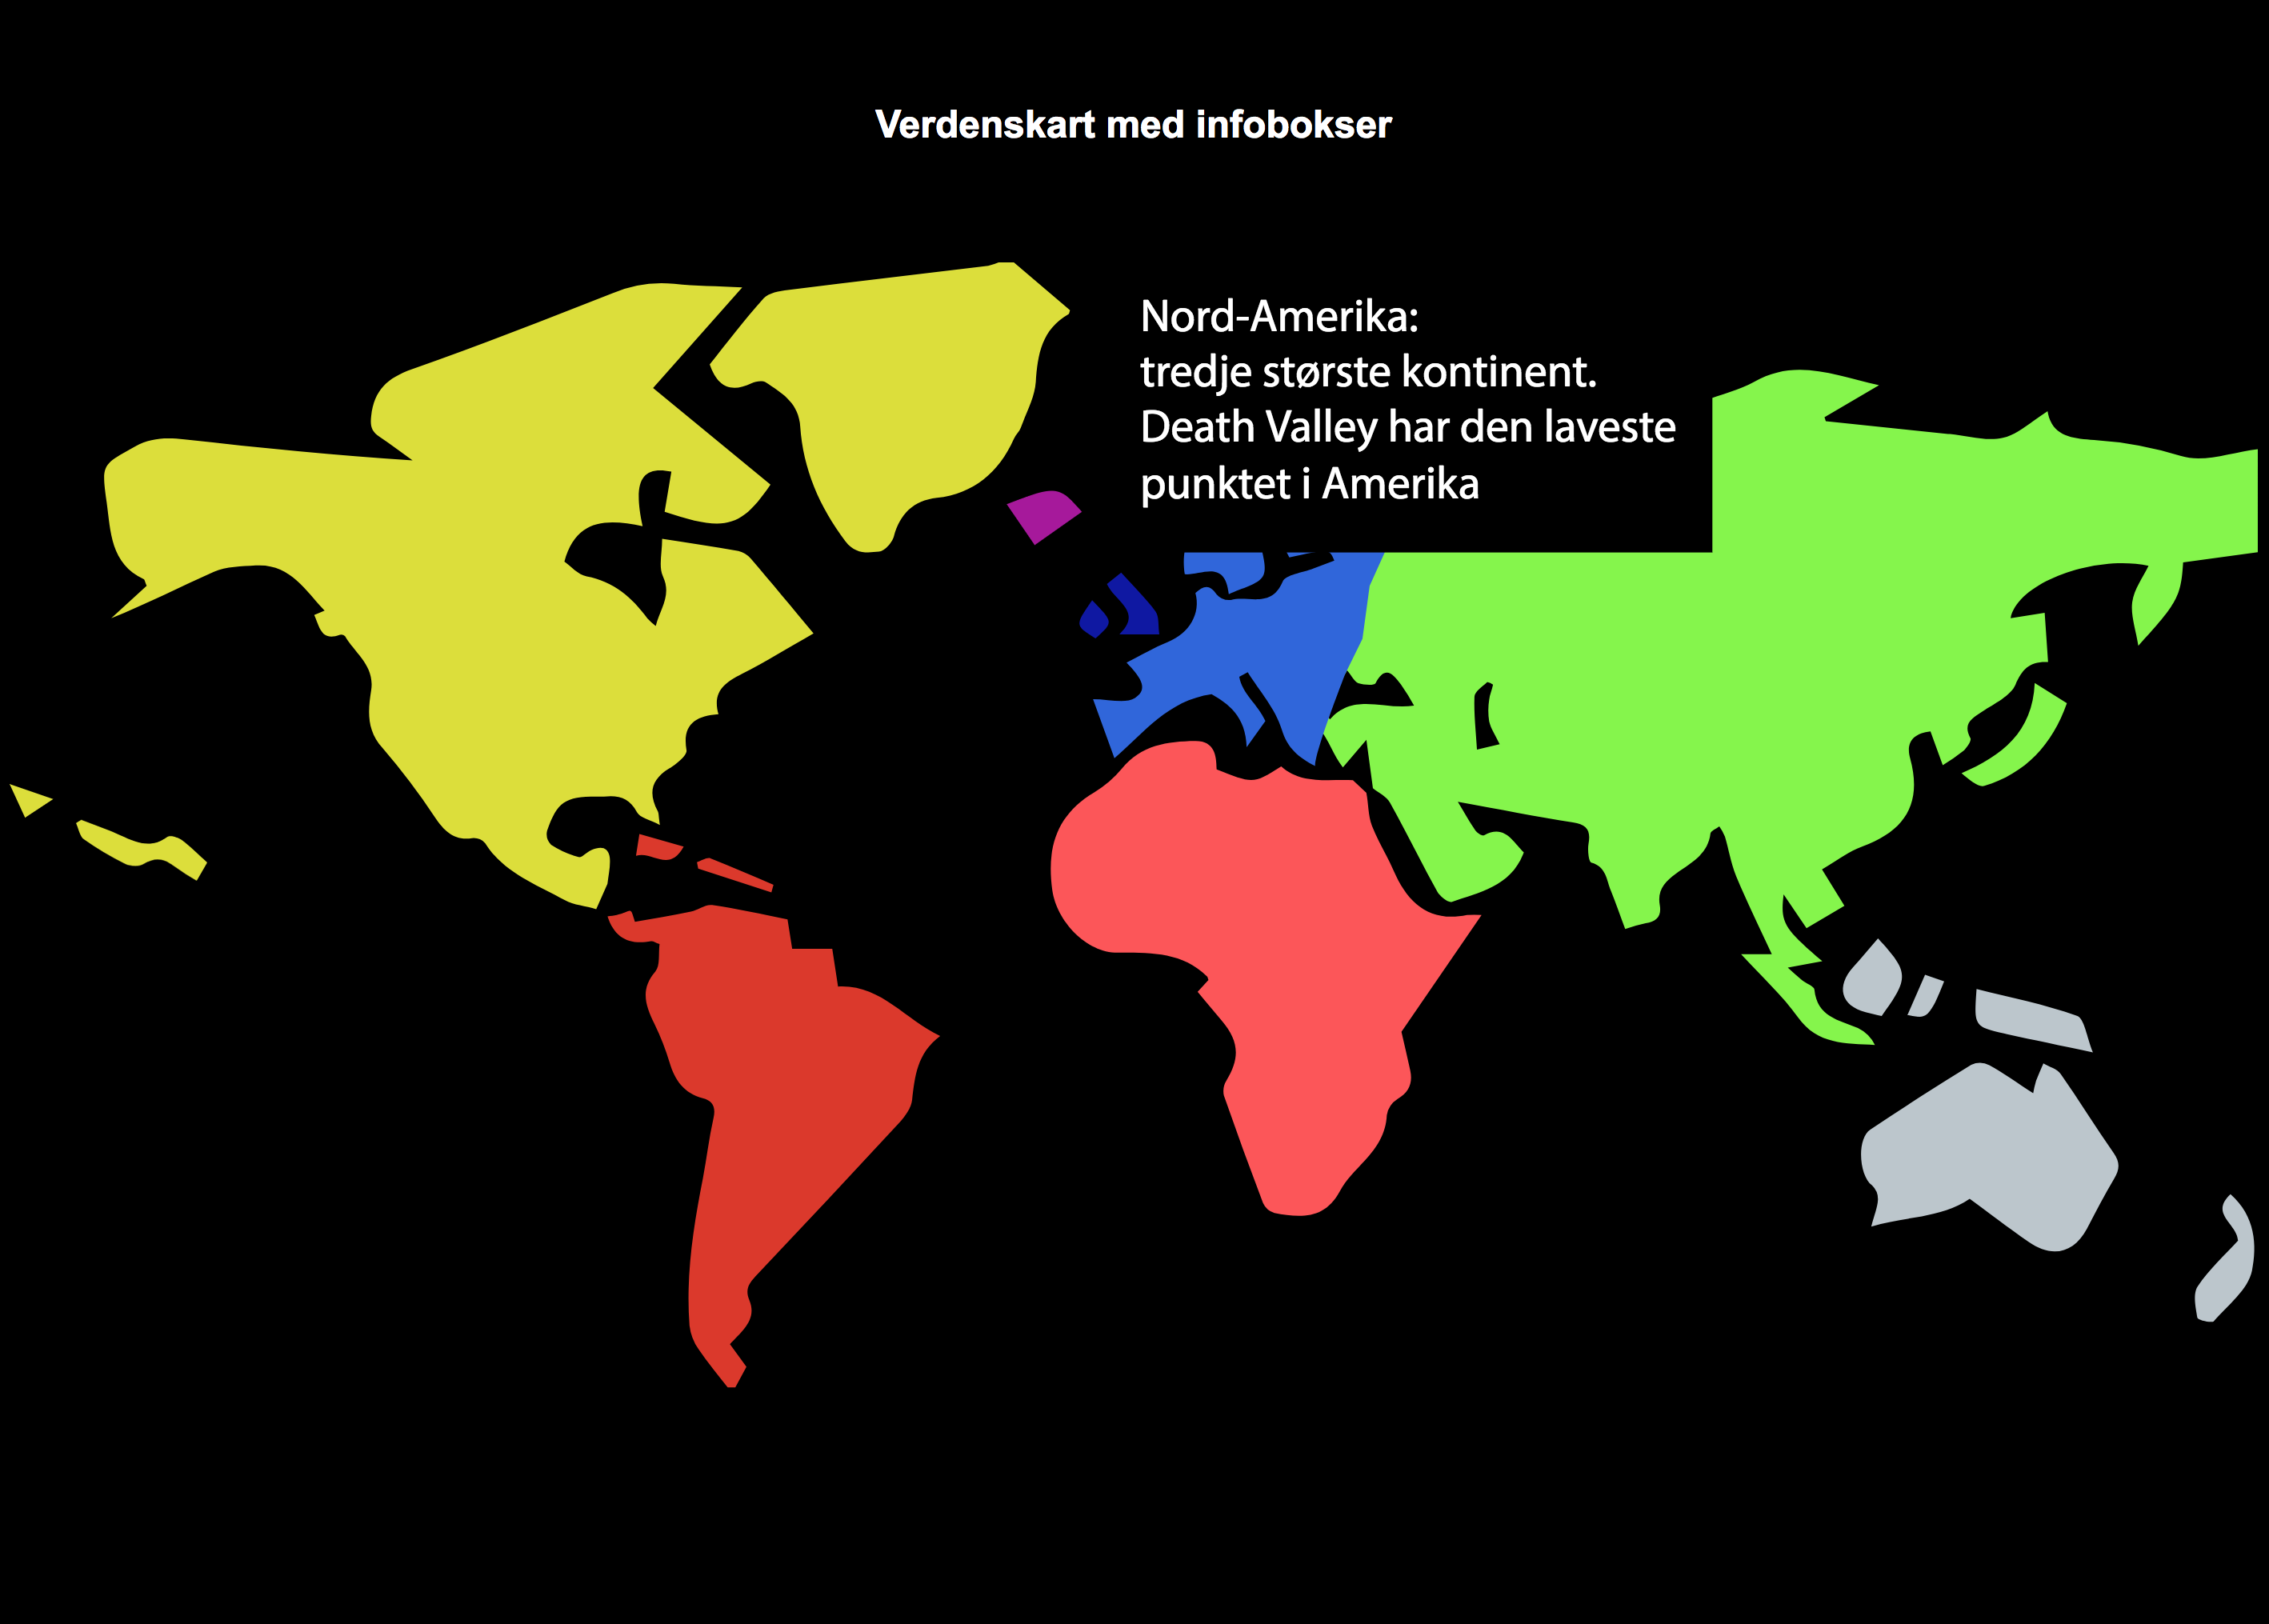 Verdenskart med infobokser
Nord-Amerika:
tredje største kontinent.
Death Valley har den laveste
punktet i Amerika